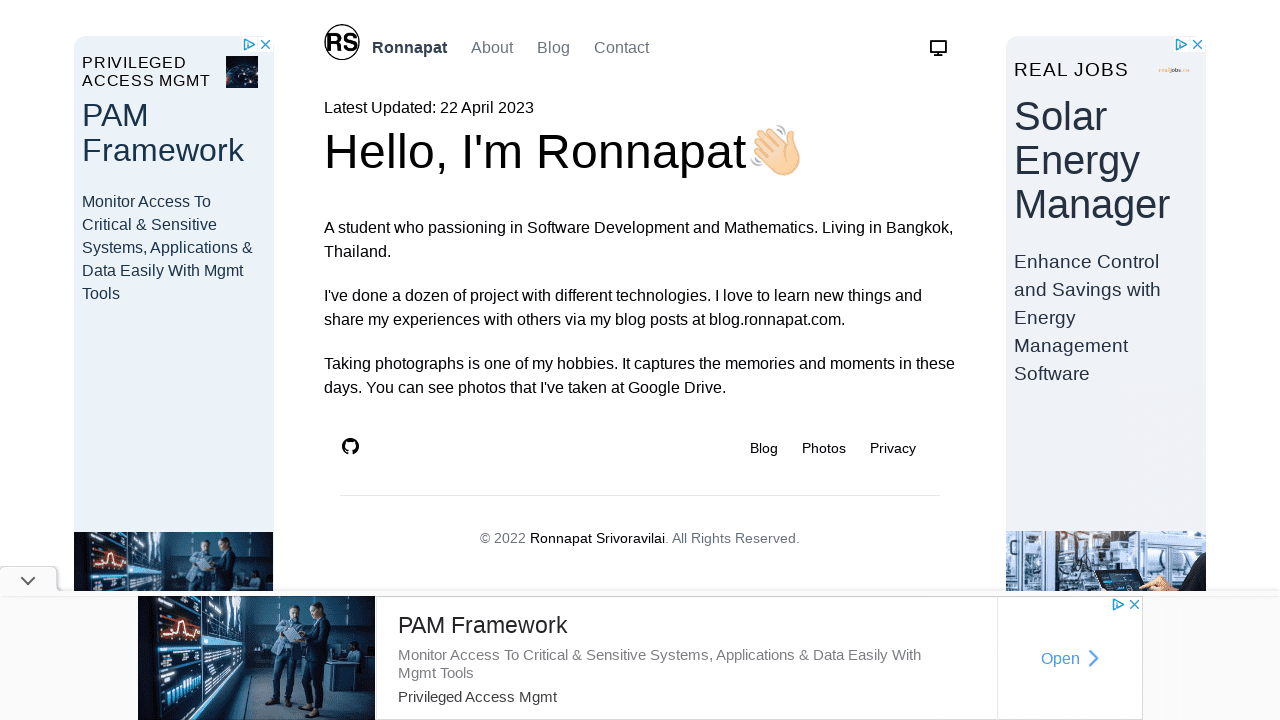 RS
Ronnapat
About
Blog
Contact
Latest Updated: 22 April 2023
Hello, I'm Ronnapat👋🏻
A student who passioning in Software Development and Mathematics. Living in Bangkok,
Thailand.
I've done a dozen of project with different technologies. I love to learn new things and
share my experiences with others via my blog posts at blog.ronnapat.com.
Taking photographs is one of my hobbies. It captures the memories and moments in these
days. You can see photos that I've taken at Google Drive.
Blog
Photos
Privacy
© 2022 Ronnapat Srivoravilai. All Rights Reserved.
PRIVILEGED
ACCESS MGMT
PAM
Framework
Monitor Access To
Critical & Sensitive
Systems, Applications &
Data Easily With Mgmt
Tools
REAL JOBS
Solar
Energy
Manager
Enhance Control
and Savings with
Energy
Management
Software
PAM Framework
Monitor Access To Critical & Sensitive Systems, Applications & Data Easily With
Mgmt Tools
Privileged Access Mgmt
Open